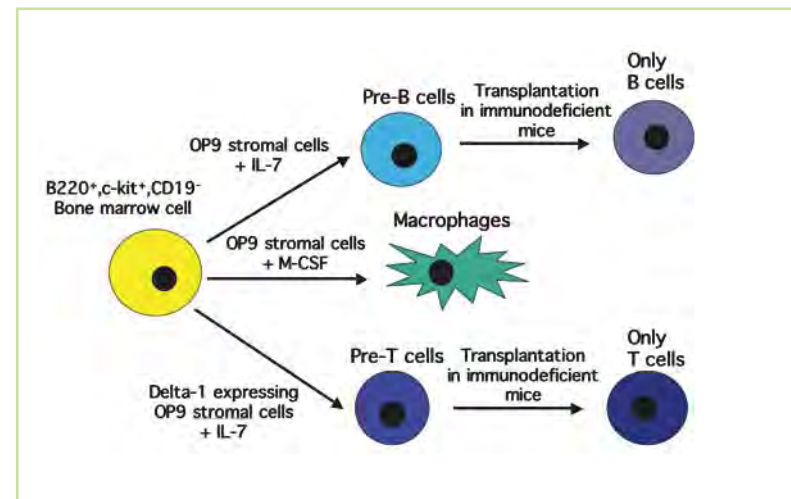 Only
B cells
Pre-B cells
Transplantation
in immunodeficient
mice
OP9 stromal cells
+ IL-7
B220⁺,c-kit⁺,CD19⁻
Bone marrow cell
Macrophages
OP9 stromal cells
+ M-CSF
Only
T cells
Pre-T cells
Transplantation
in immunodeficient
mice
Delta-1 expressing
OP9 stromal cells
+ IL-7